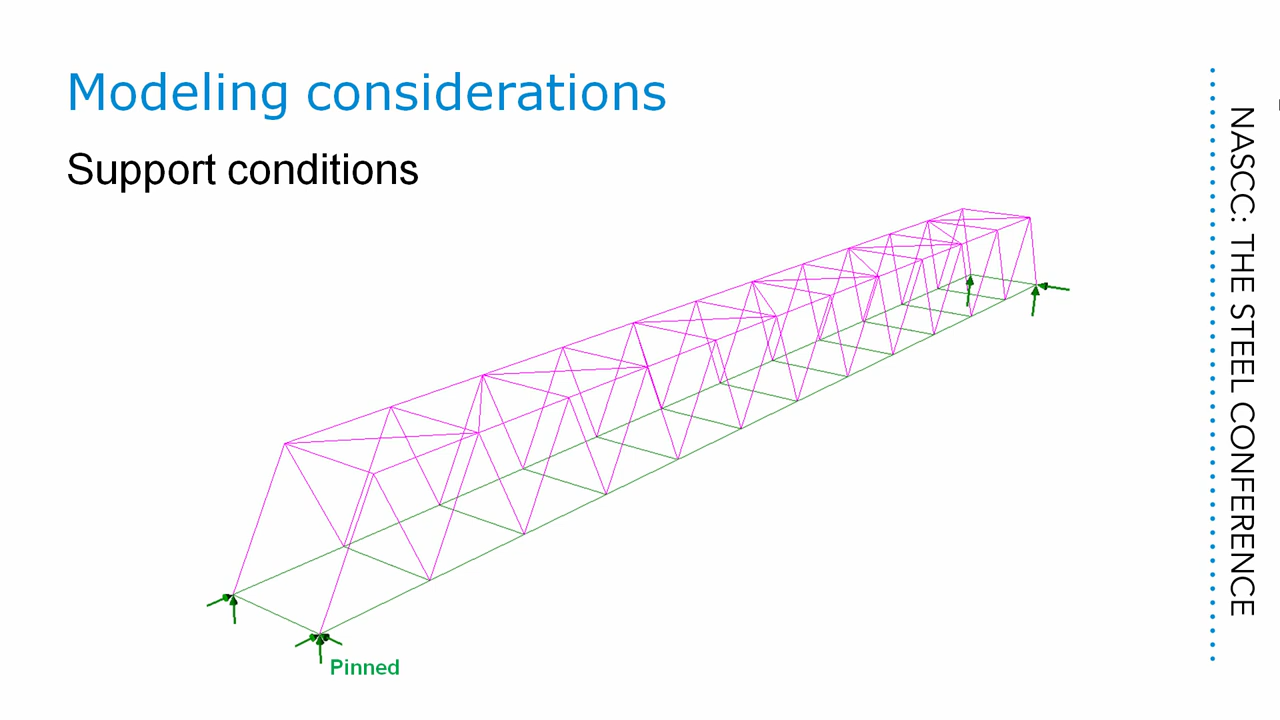 Modeling considerations
Support conditions
Pinned
NASCC: THE STEEL CONFERENCE